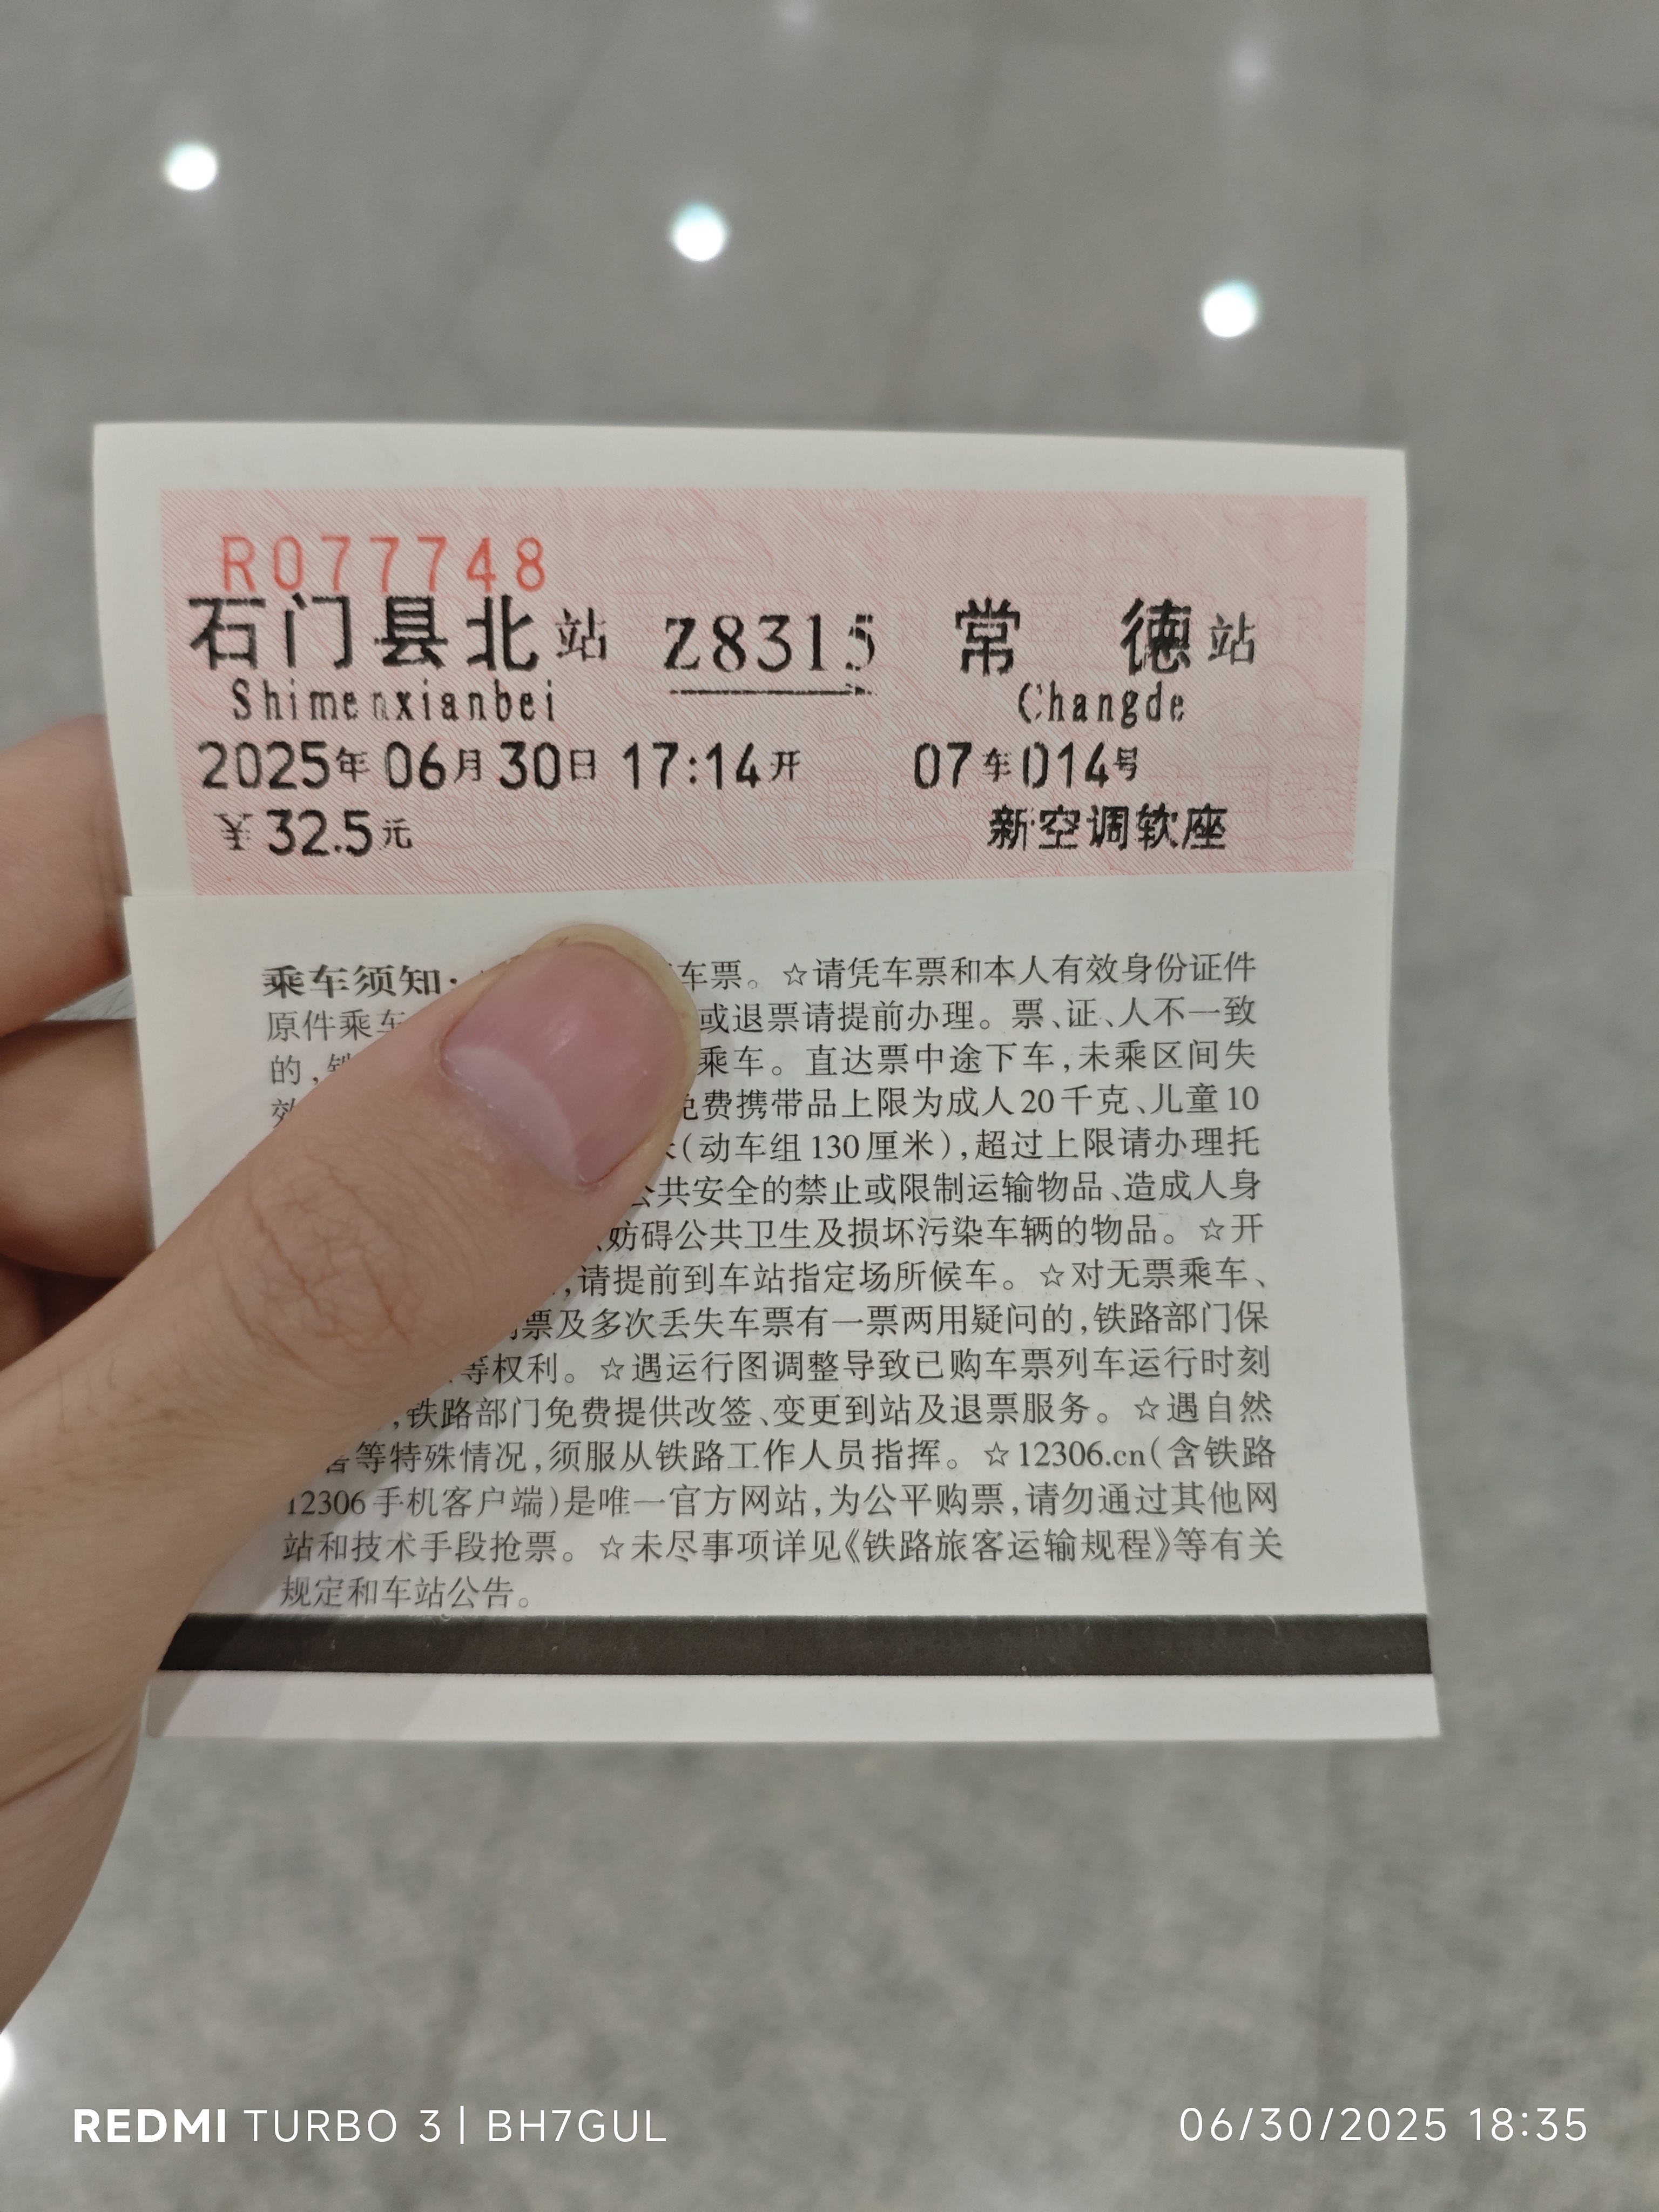 R077748
石门县北站 Z8315 常德站
Shimenxianbei Changde
2025年06月30日17:14开 07车014号
¥32.5元 新空调软座
乘车须知: 车票。☆请凭车票和本人有效身份证件
原件乘车 或退票请提前办理。票、证、人不一致
的, 乘车。直达票中途下车,未乘区间失
效 免费携带品上限为成人20千克、儿童10
(动车组130厘米),超过上限请办理托
公共安全的禁止或限制运输物品、造成人身
妨碍公共卫生及损坏污染车辆的物品。☆开
,请提前到车站指定场所候车。☆对无票乘车、
票及多次丢失车票有一票两用疑问的,铁路部门保
等权利。☆遇运行图调整导致已购车票列车运行时刻
,铁路部门免费提供改签、变更到站及退票服务。☆遇自然
害等特殊情况,须服从铁路工作人员指挥。☆12306.cn(含铁路
12306手机客户端)是唯一官方网站,为公平购票,请勿通过其他网
站和技术手段抢票。☆未尽事项详见《铁路旅客运输规程》等有关
规定和车站公告。
REDMI TURBO 3 | BH7GUL 06/30/2025 18:35